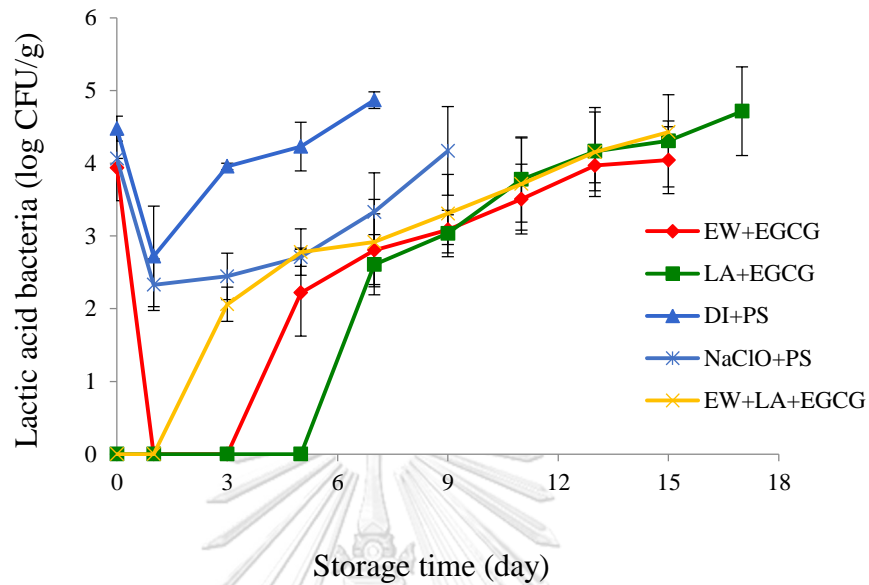 Lactic acid bacteria (log CFU/g)
6
5
4
3
2
1
0
0 3 6 9 12 15 18
Storage time (day)
EW+EGCG
LA+EGCG
DI+PS
NaClO+PS
EW+LA+EGCG